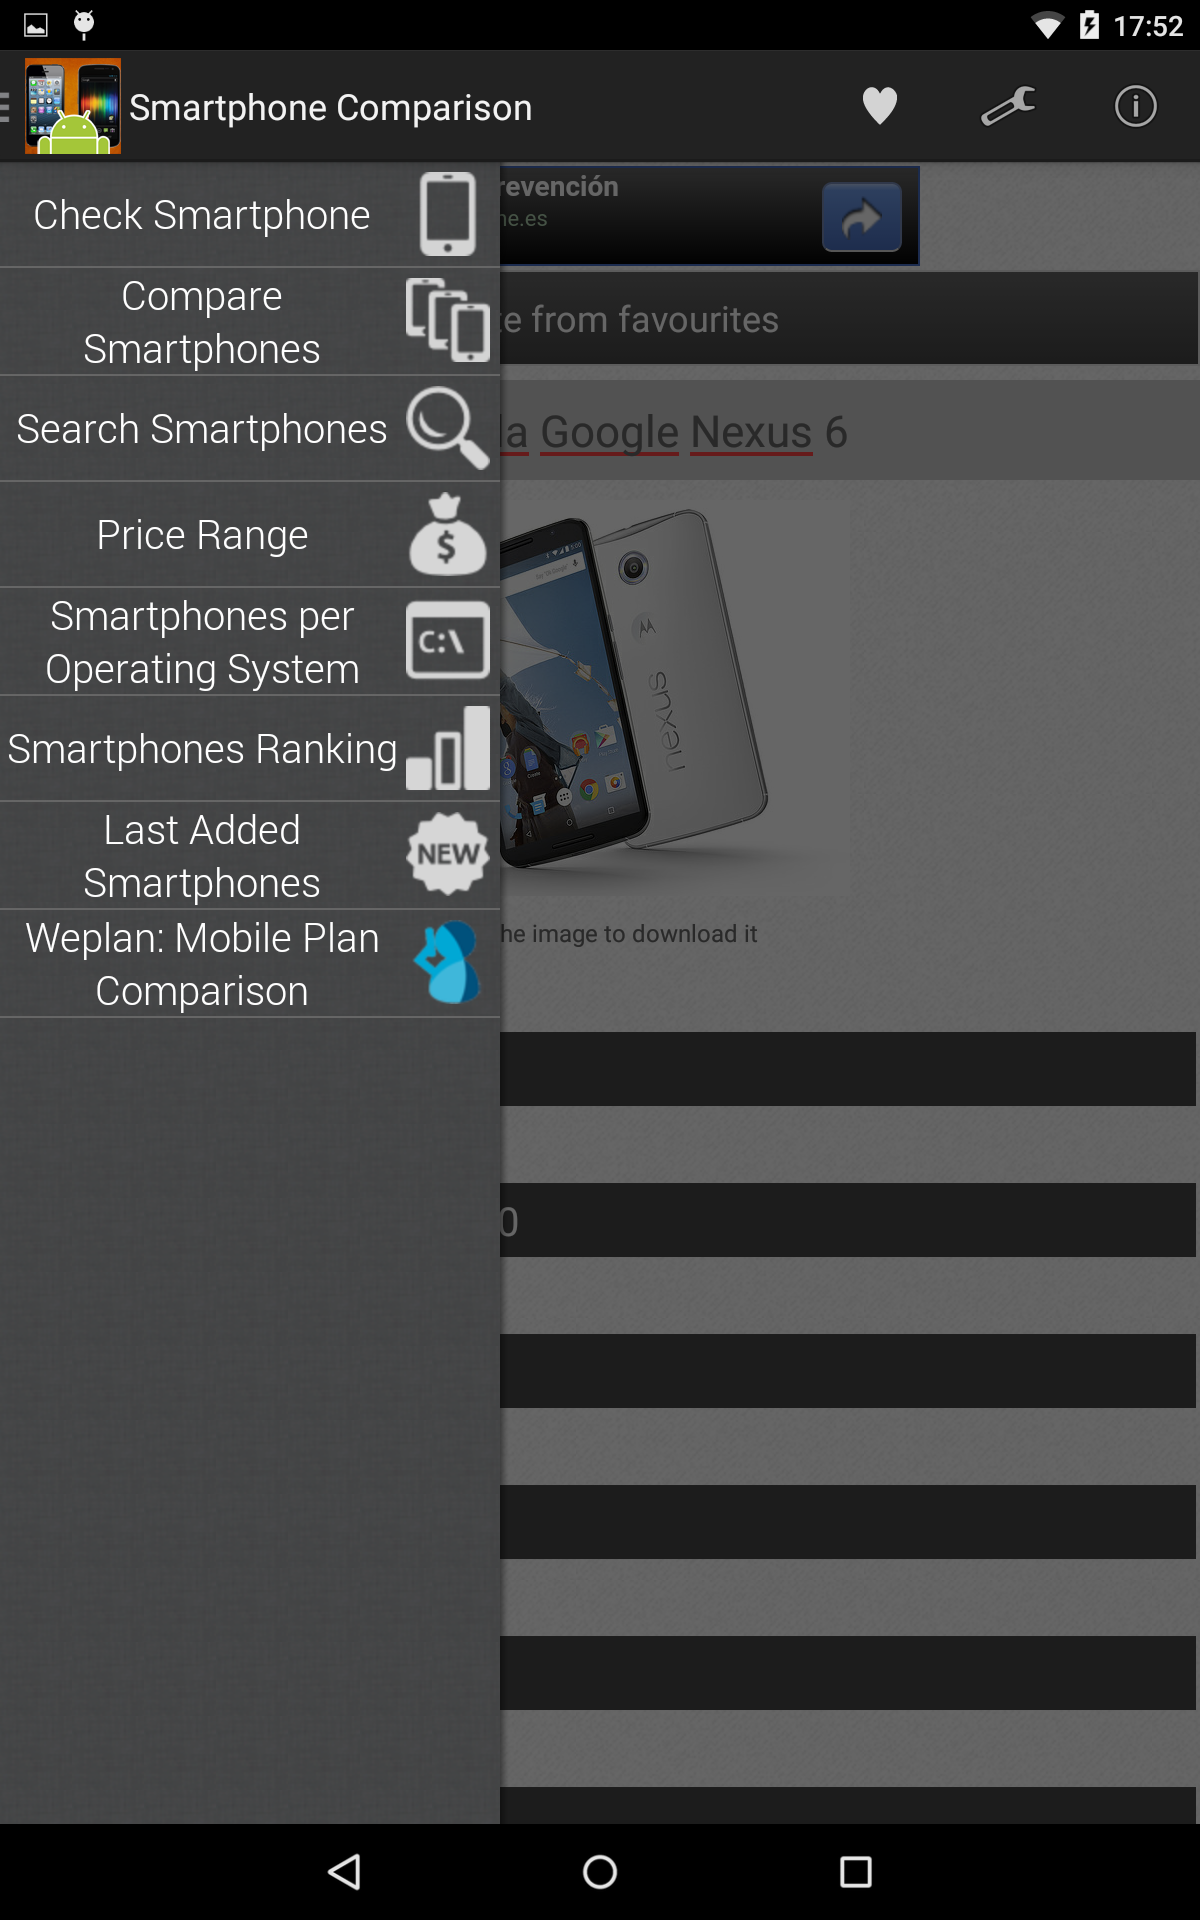 17:52
Smartphone Comparison
Check Smartphone
Compare
Smartphones
Search Smartphones
Price Range
$
Smartphones per
Operating System
C:\
Smartphones Ranking
Last Added
Smartphones
NEW
Weplan: Mobile Plan
Comparison
revención
ne.es
te from favourites
la Google Nexus 6
nexus
he image to download it
0